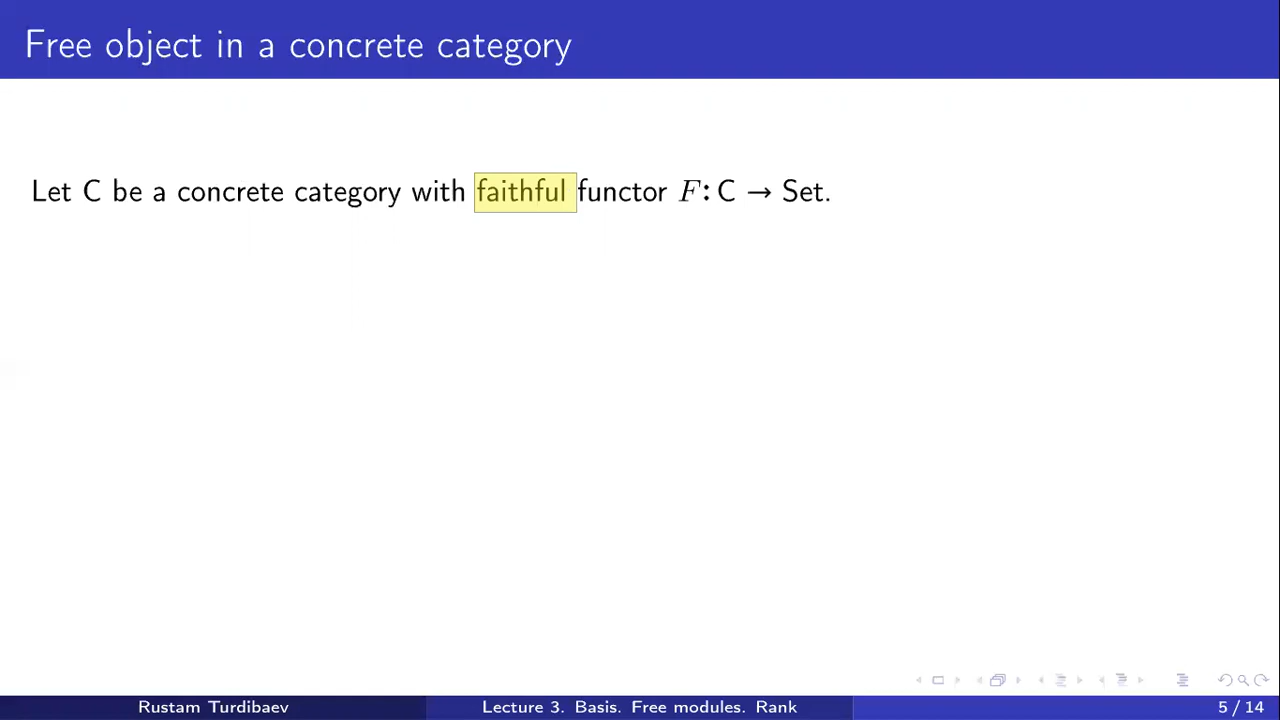 Free object in a concrete category
Let C be a concrete category with faithful functor F: C → Set.
Rustam Turdibaev
Lecture 3. Basis. Free modules. Rank
5 / 14